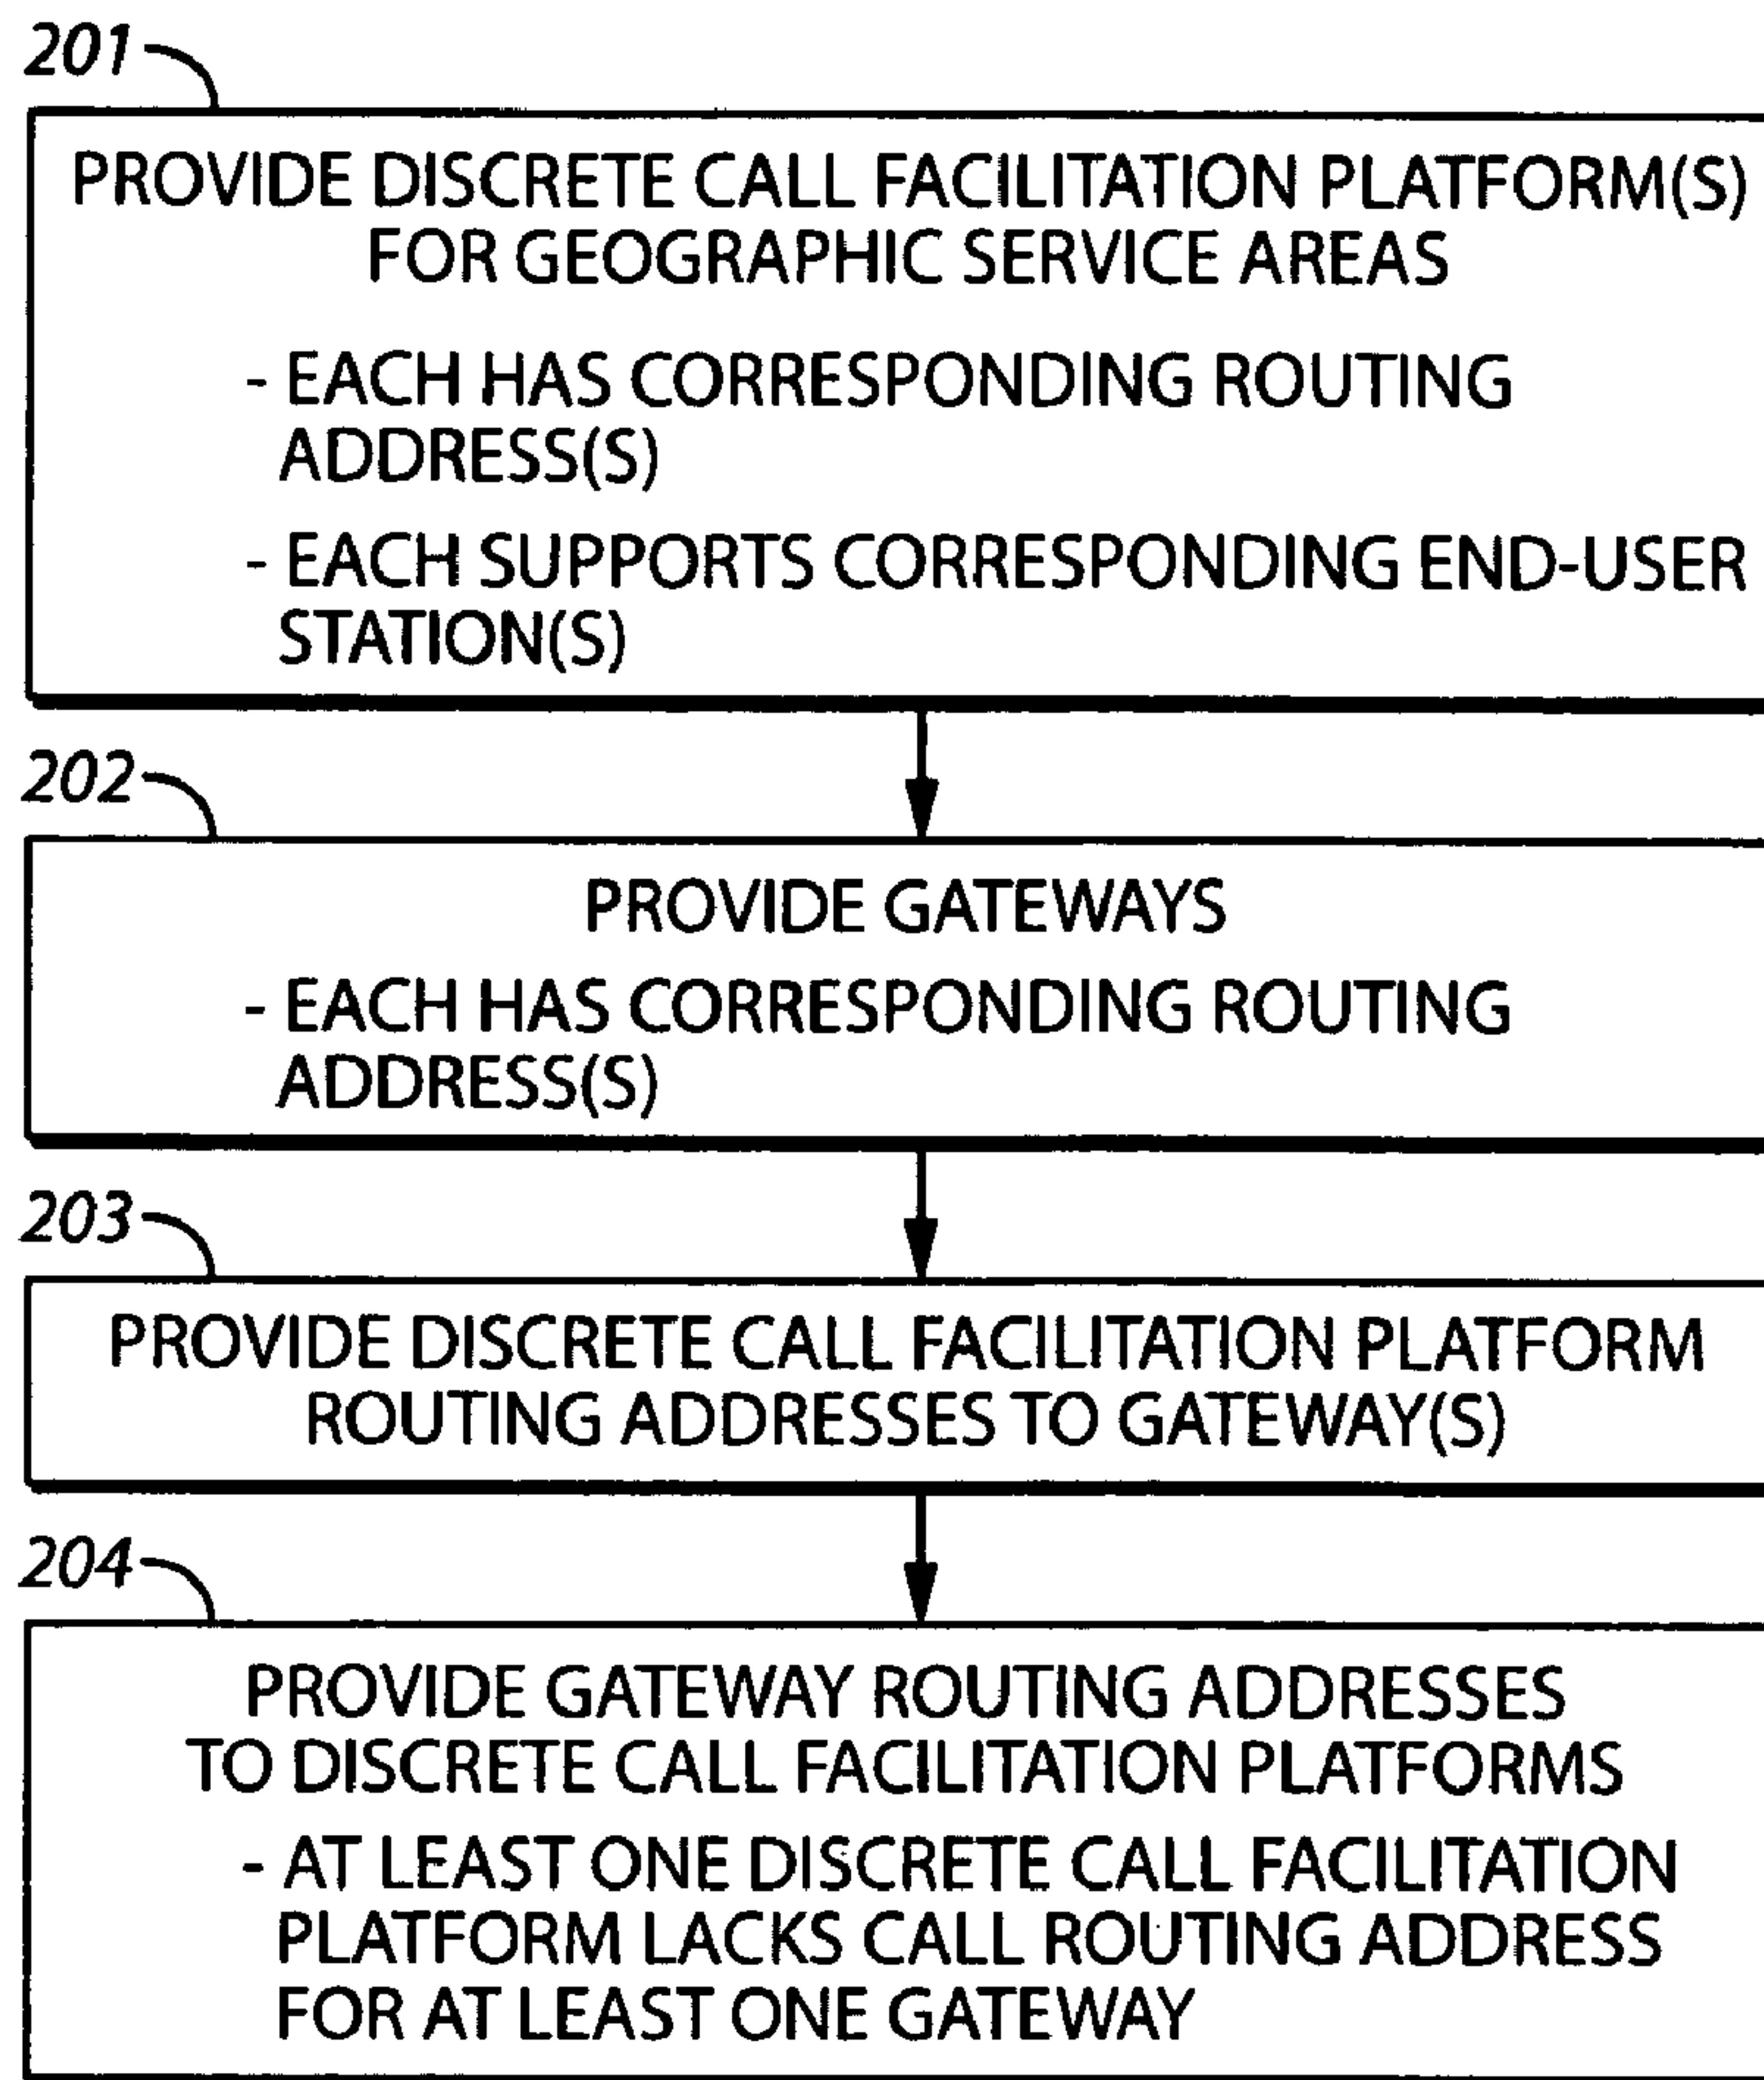 201
PROVIDE DISCRETE CALL FACILITATION PLATFORM(S)
FOR GEOGRAPHIC SERVICE AREAS
- EACH HAS CORRESPONDING ROUTING
ADDRESS(S)
- EACH SUPPORTS CORRESPONDING END-USER
STATION(S)
202
PROVIDE GATEWAYS
- EACH HAS CORRESPONDING ROUTING
ADDRESS(S)
203
PROVIDE DISCRETE CALL FACILITATION PLATFORM
ROUTING ADDRESSES TO GATEWAY(S)
204
PROVIDE GATEWAY ROUTING ADDRESSES
TO DISCRETE CALL FACILITATION PLATFORMS
- AT LEAST ONE DISCRETE CALL FACILITATION
PLATFORM LACKS CALL ROUTING ADDRESS
FOR AT LEAST ONE GATEWAY